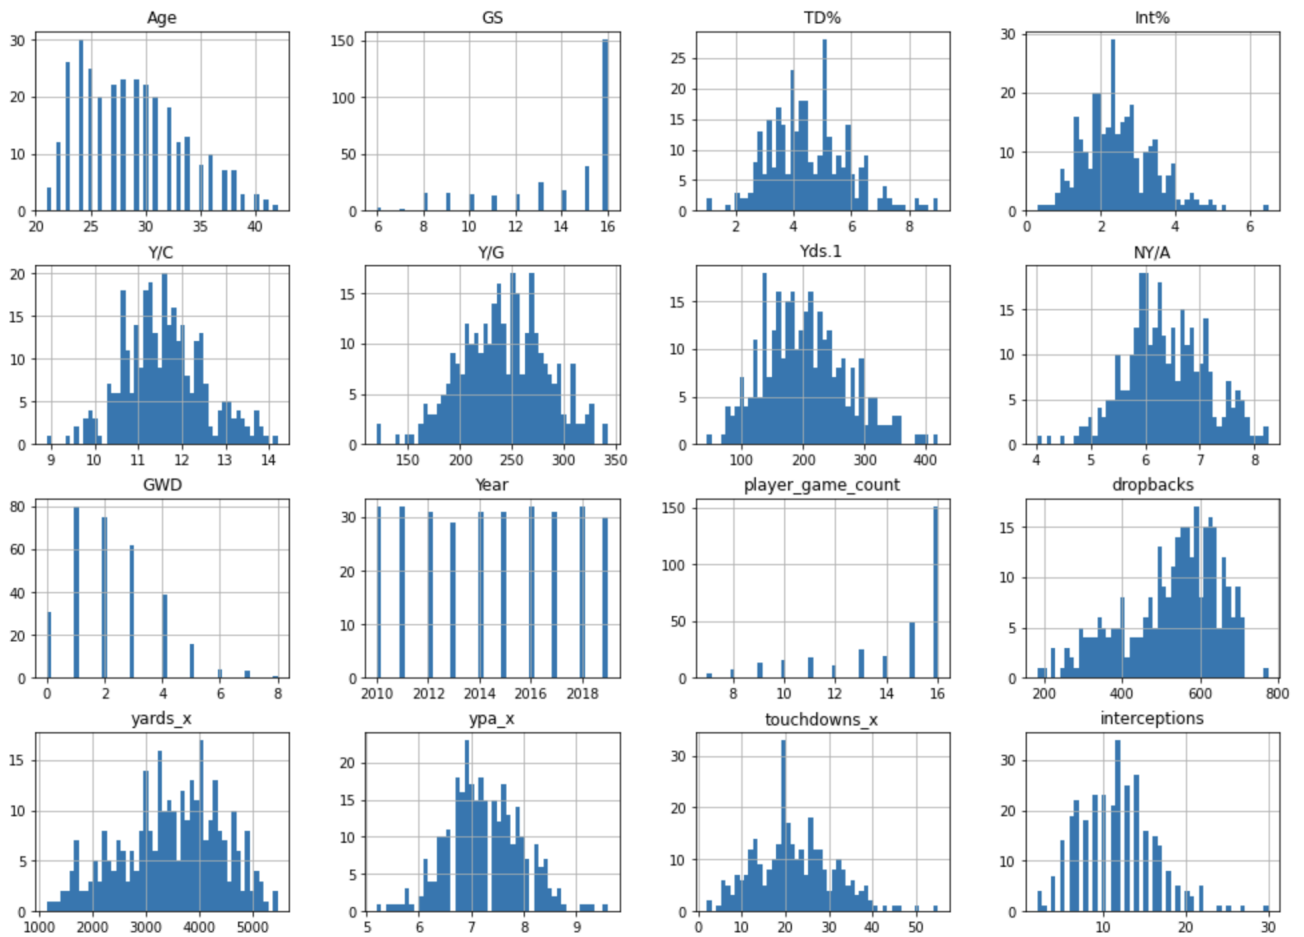 Age GS TD% Int%
30 20 10 0
20 25 30 35 40
150 100 50 0
6 8 10 12 14 16
25 20 15 10 5 0
2 4 6 8
30 20 10 0
0 2 4 6
Y/C Y/G Yds.1 NY/A
20 15 10 5 0
9 10 11 12 13 14
15 10 5 0
150 200 250 300 350
15 10 5 0
100 200 300 400
15 10 5 0
4 5 6 7 8
GWD Year player_game_count dropbacks
80 60 40 20 0
0 2 4 6 8
30 20 10 0
2010 2012 2014 2016 2018
150 100 50 0
8 10 12 14 16
15 10 5 0
200 400 600 800
yards_x ypa_x touchdowns_x interceptions
15 10 5 0
1000 2000 3000 4000 5000
20 15 10 5 0
5 6 7 8 9
30 20 10 0
0 10 20 30 40 50
30 20 10 0
10 20 30